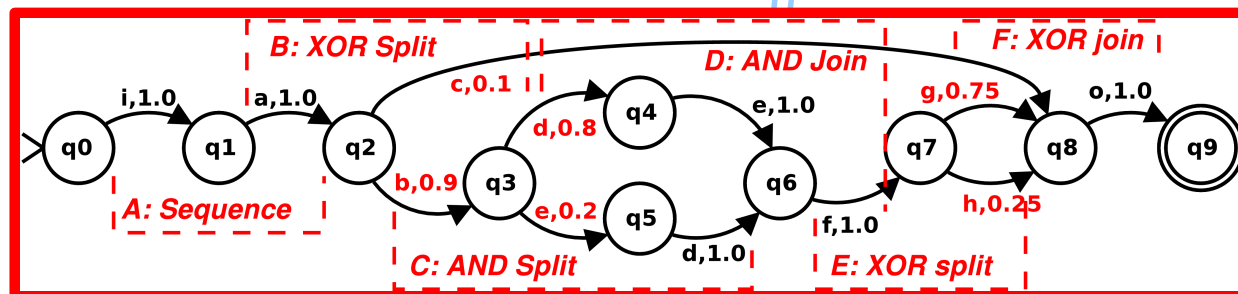 B: XOR Split
F: XOR join
D: AND Join
c,0.1
i,1.0
a,1.0
d,0.8
e,1.0
g,0.75
o,1.0
q0
q1
q2
q3
q4
q5
q6
q7
q8
q9
b,0.9
e,0.2
d,1.0
f,1.0
h,0.25
A: Sequence
C: AND Split
E: XOR split